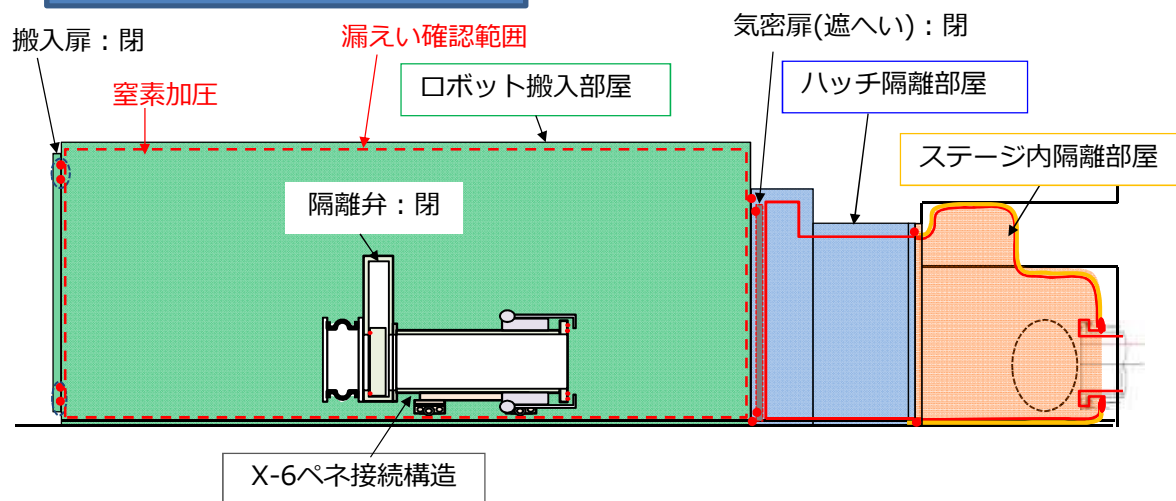 搬入扉：閉
漏えい確認範囲
気密扉(遮へい)：閉
窒素加圧
ロボット搬入部屋
ハッチ隔離部屋
ステージ内隔離部屋
隔離弁：閉
X-6ペネ接続構造